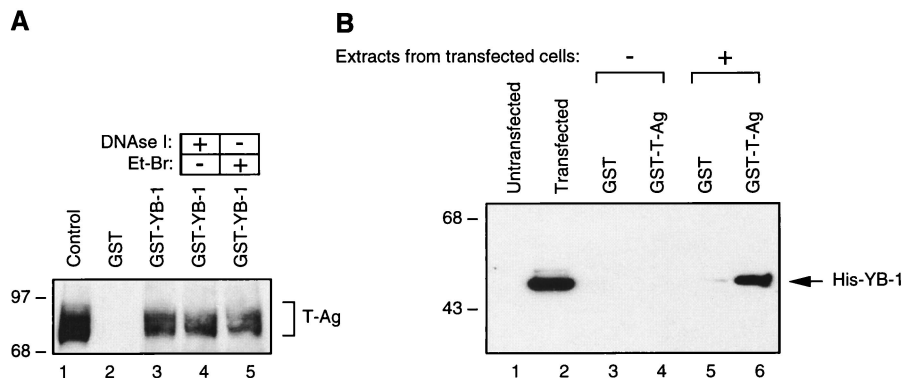 A
DNAse I: + -
Et-Br: - +
Control
GST
GST-YB-1
GST-YB-1
GST-YB-1
97
68
T-Ag
1 2 3 4 5
B
Extracts from transfected cells: - +
Untransfected
Transfected
GST
GST-T-Ag
GST
GST-T-Ag
68
43
His-YB-1
1 2 3 4 5 6